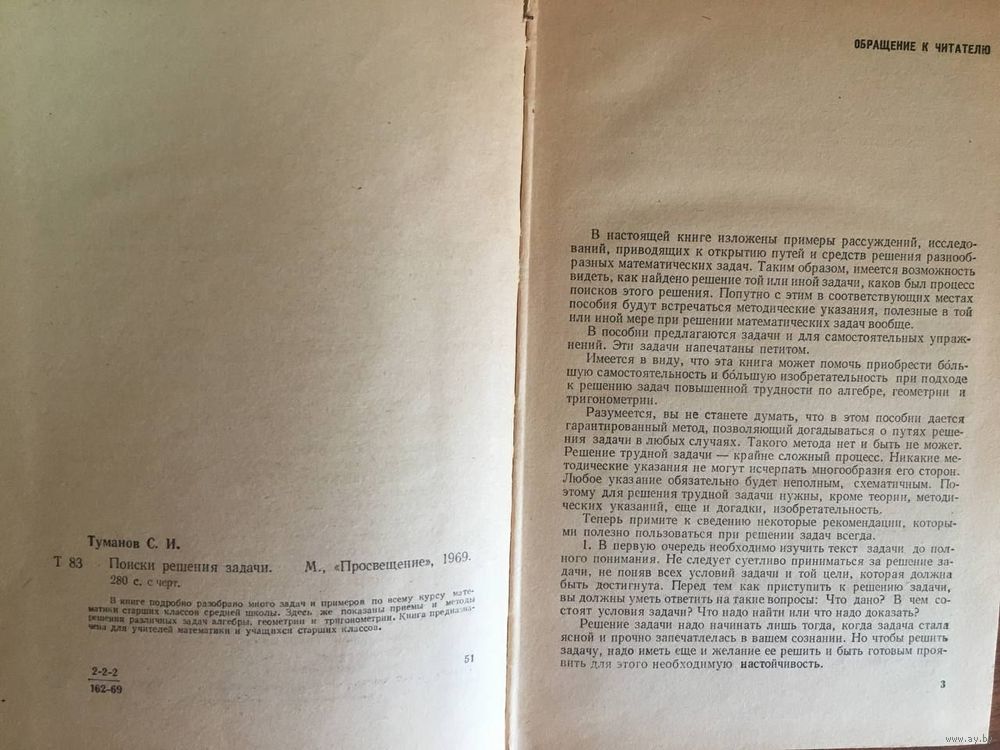 Туманов С. И.
Т 83 Поиски решения задачи. М., «Просвещение», 1969.
280 с. с черт.
В книге подробно разобрано много задач и примеров по всему курсу мате-
матики старших классов средней школы. Здесь же показаны приемы и методы
решения различных задач алгебры, геометрии и тригонометрии. Книга предназна-
чена для учителей математики и учащихся старших классов.
2-2-2
162-69
51
ОБРАЩЕНИЕ К ЧИТАТЕЛЮ
В настоящей книге изложены примеры рассуждений, исследо-
ваний, приводящих к открытию путей и средств решения разнооб-
разных математических задач. Таким образом, имеется возможность
видеть, как найдено решение той или иной задачи, каков был процесс
поисков этого решения. Попутно с этим в соответствующих местах
пособия будут встречаться методические указания, полезные в той
или иной мере при решении математических задач вообще.
В пособии предлагаются задачи и для самостоятельных упраж-
нений. Эти задачи напечатаны петитом.
Имеется в виду, что эта книга может помочь приобрести бо́ль-
шую самостоятельность и бо́льшую изобретательность при подходе
к решению задач повышенной трудности по алгебре, геометрии и
тригонометрии.
Разумеется, вы не станете думать, что в этом пособии дается
гарантированный метод, позволяющий догадываться о путях реше-
ния задачи в любых случаях. Такого метода нет и быть не может.
Решение трудной задачи — крайне сложный процесс. Никакие ме-
тодические указания не могут исчерпать многообразия его сторон.
Любое указание обязательно будет неполным, схематичным. По-
этому для решения трудной задачи нужны, кроме теории, методи-
ческих указаний, еще и догадки, изобретательность.
Теперь примите к сведению некоторые рекомендации, которы-
ми полезно пользоваться при решении задач всегда.
1. В первую очередь необходимо изучить текст задачи до пол-
ного понимания. Не следует суетливо приниматься за решение за-
дачи, не поняв всех условий задачи и той цели, которая должна
быть достигнута. Перед тем как приступить к решению задачи,
вы должны уметь ответить на такие вопросы: Что дано? В чем со-
стоят условия задачи? Что надо найти или что надо доказать?
Решение задачи надо начинать лишь тогда, когда задача стала
ясной и прочно запечатлелась в вашем сознании. Но чтобы решить
задачу, надо иметь еще и желание ее решить и быть готовым проя-
вить для этого необходимую настойчивость.
3
www.ay.by